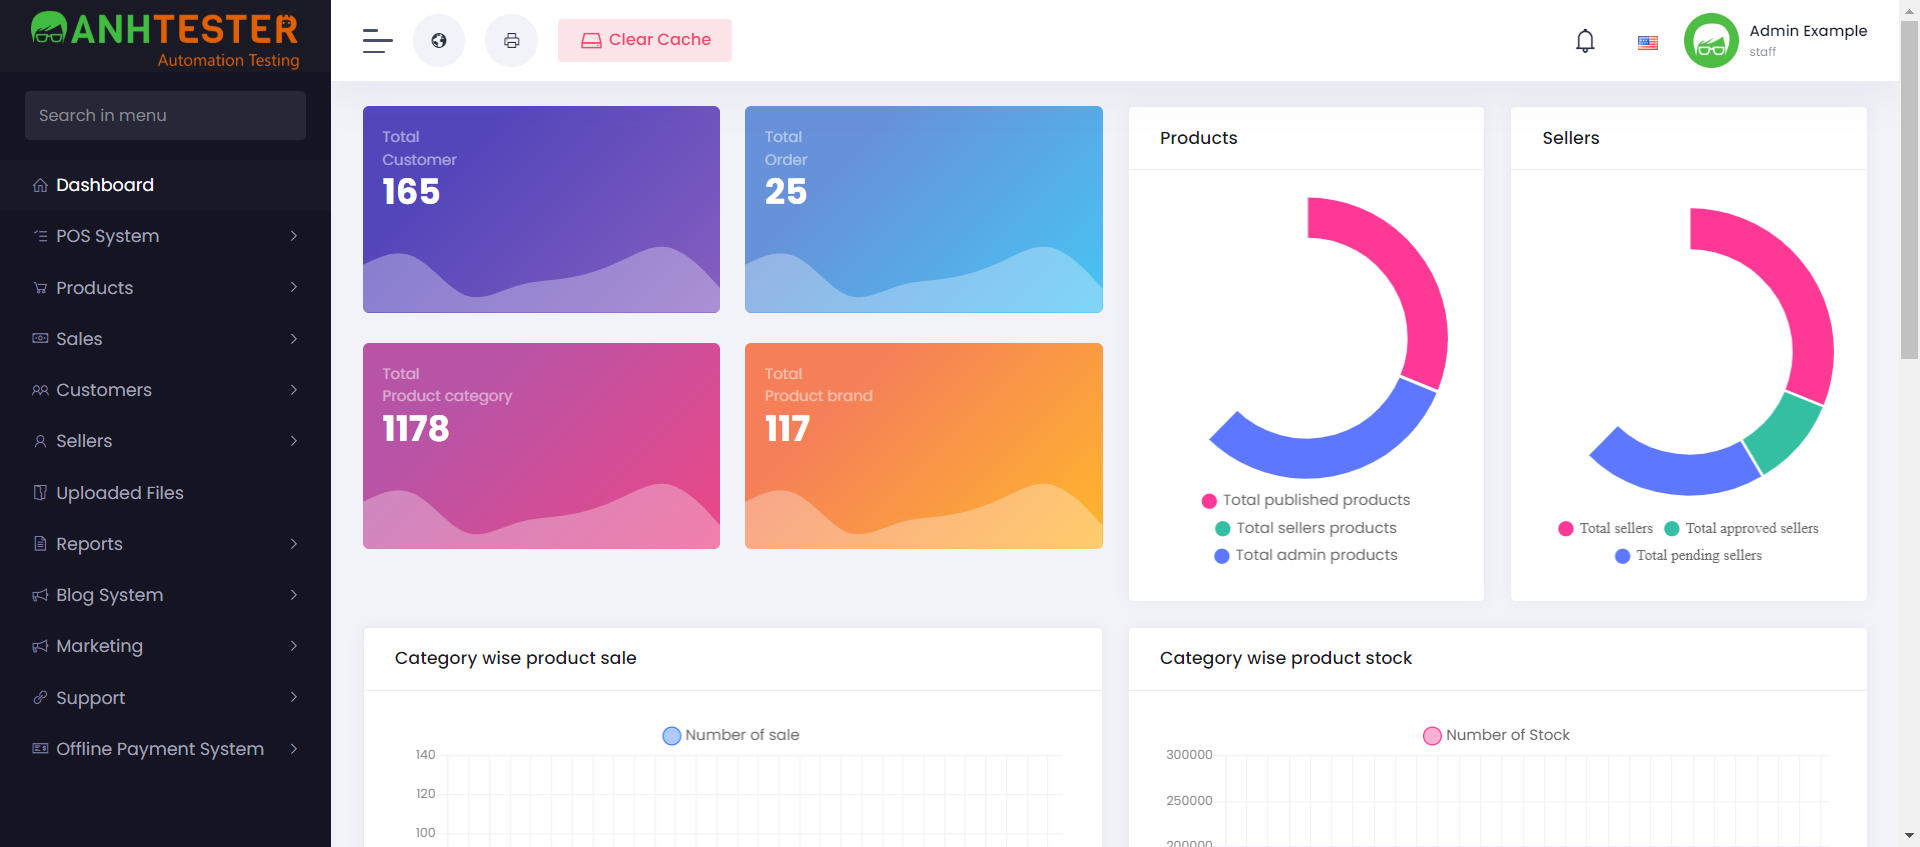 ANHTESTER
Automation Testing
Search in menu
Dashboard
POS System
Products
Sales
Customers
Sellers
Uploaded Files
Reports
Blog System
Marketing
Support
Offline Payment System
Clear Cache
Admin Example
staff
Total
Customer
165
Total
Order
25
Total
Product category
1178
Total
Product brand
117
Products
Total published products
Total sellers products
Total admin products
Sellers
Total sellers Total approved sellers
Total pending sellers
Category wise product sale
Number of sale
140
120
100
Category wise product stock
Number of Stock
300000
250000
200000